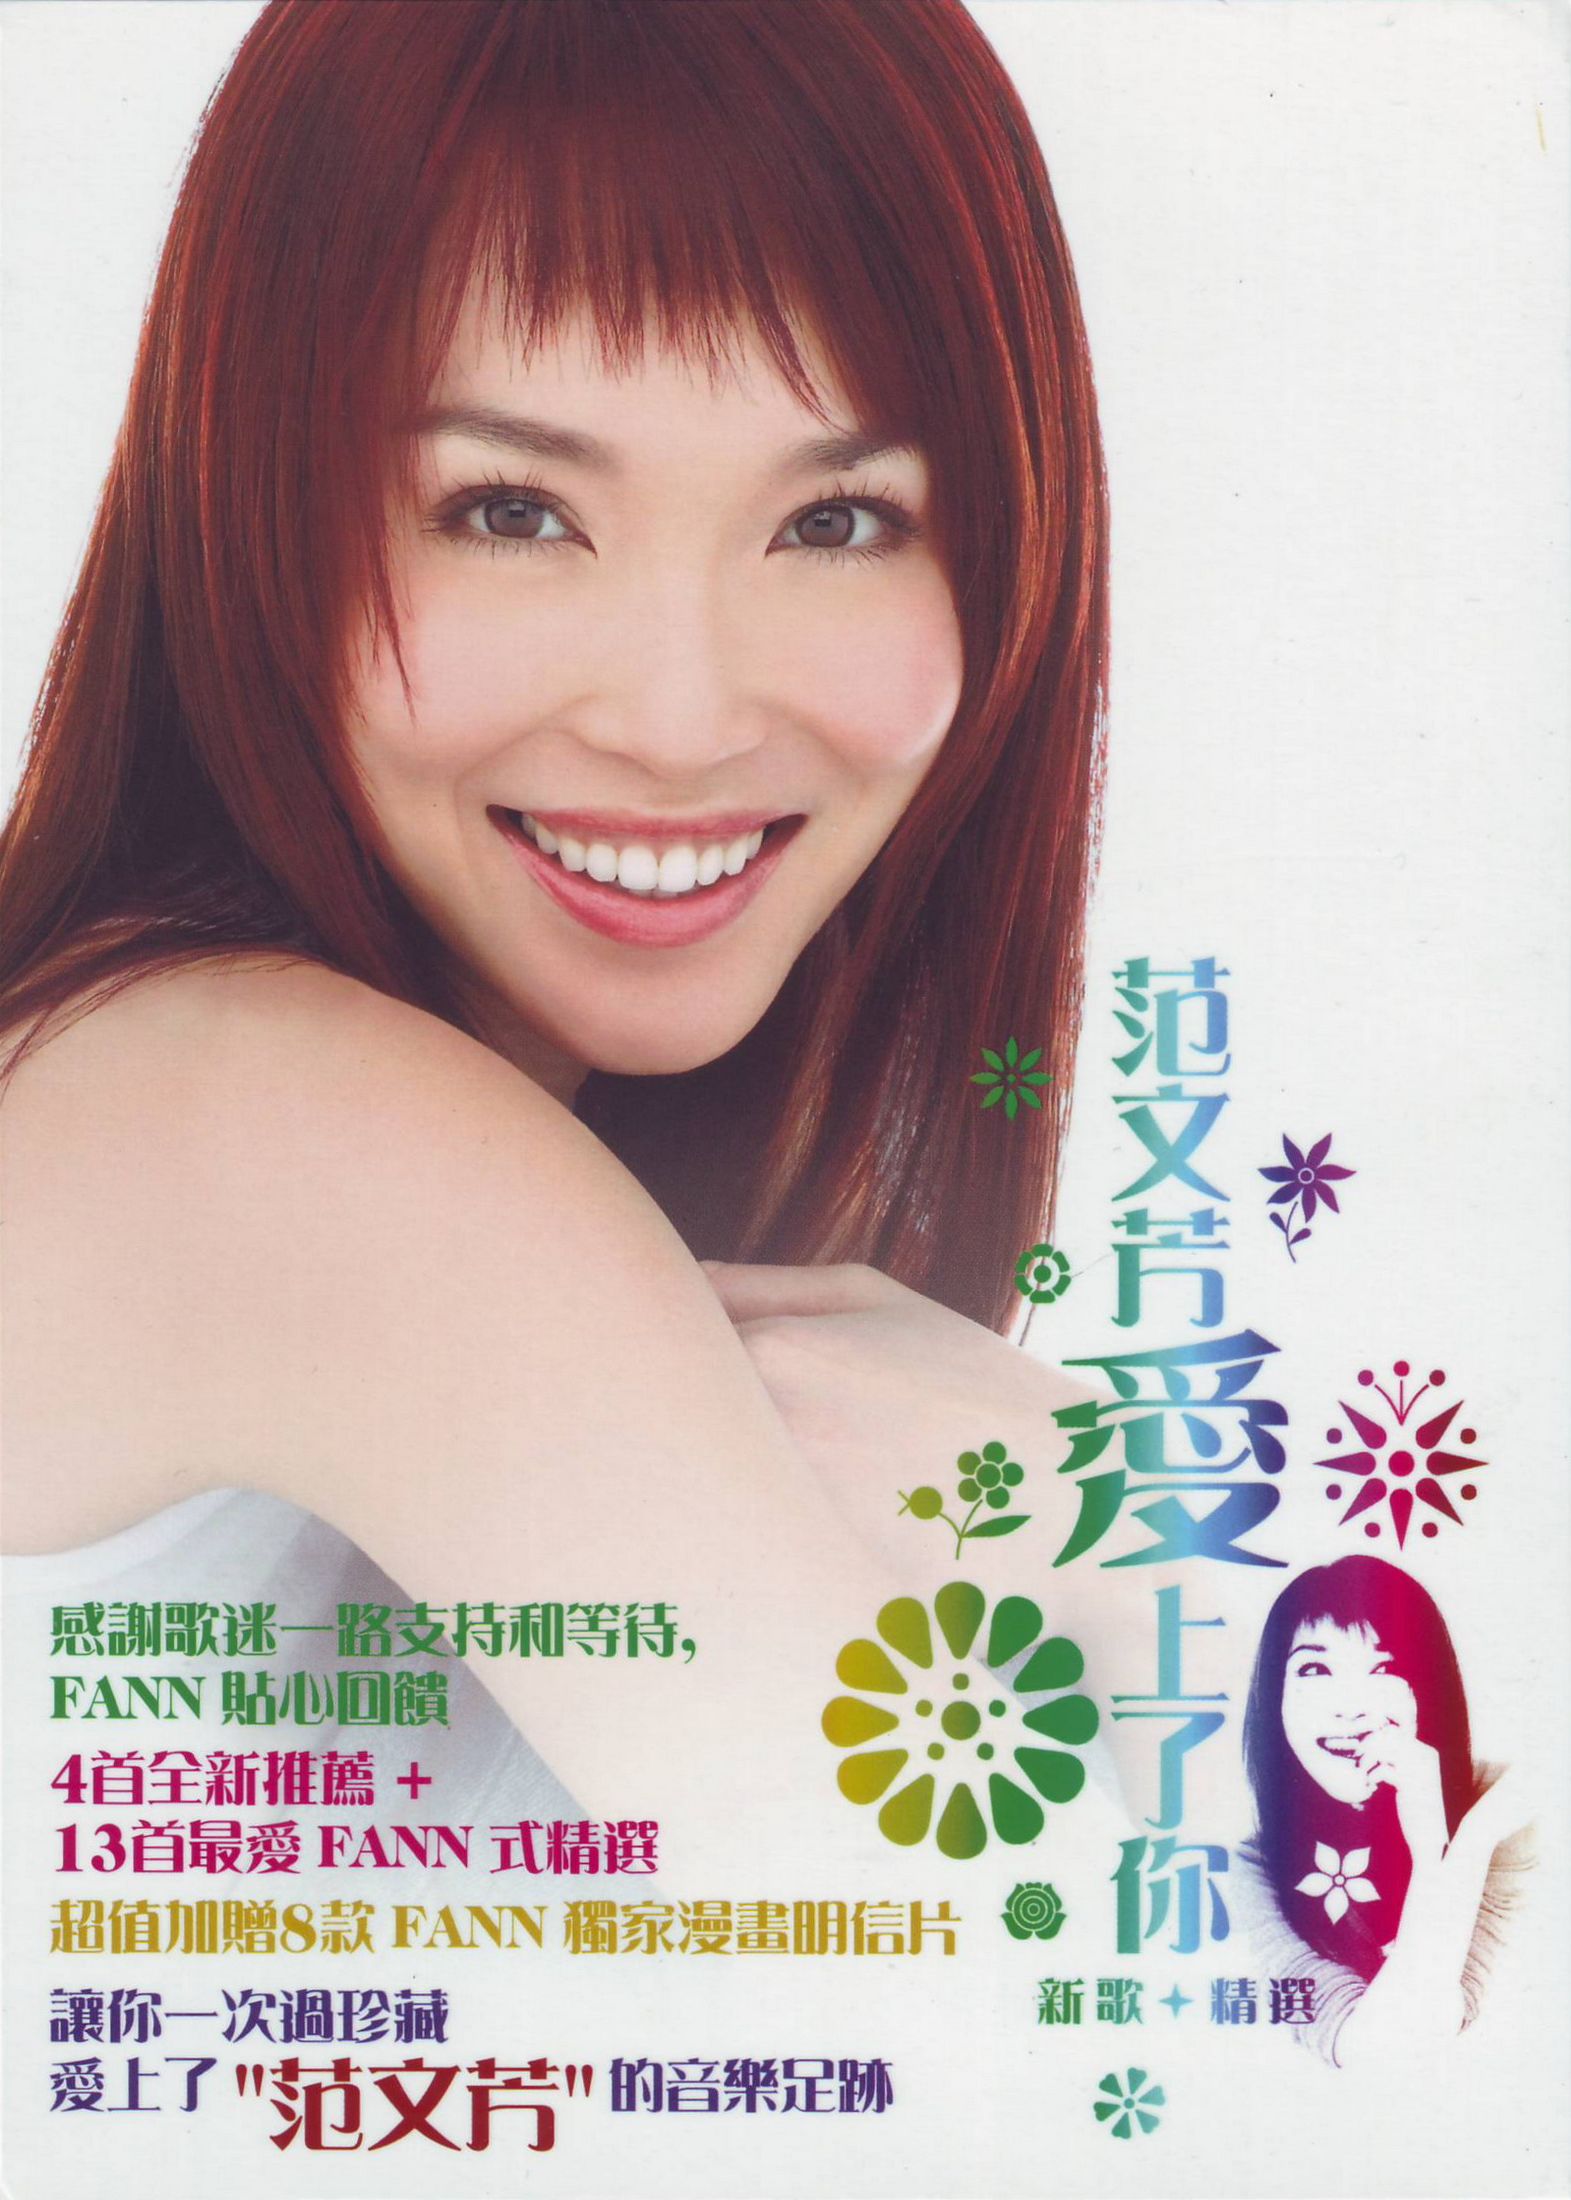 范文芳
愛上了你
新歌+精選
感謝歌迷一路支持和等待,
FANN 貼心回饋
4首全新推薦 +
13首最愛 FANN 式精選
超值加贈8款 FANN 獨家漫畫明信片
讓你一次過珍藏
愛上了"范文芳"的音樂足跡